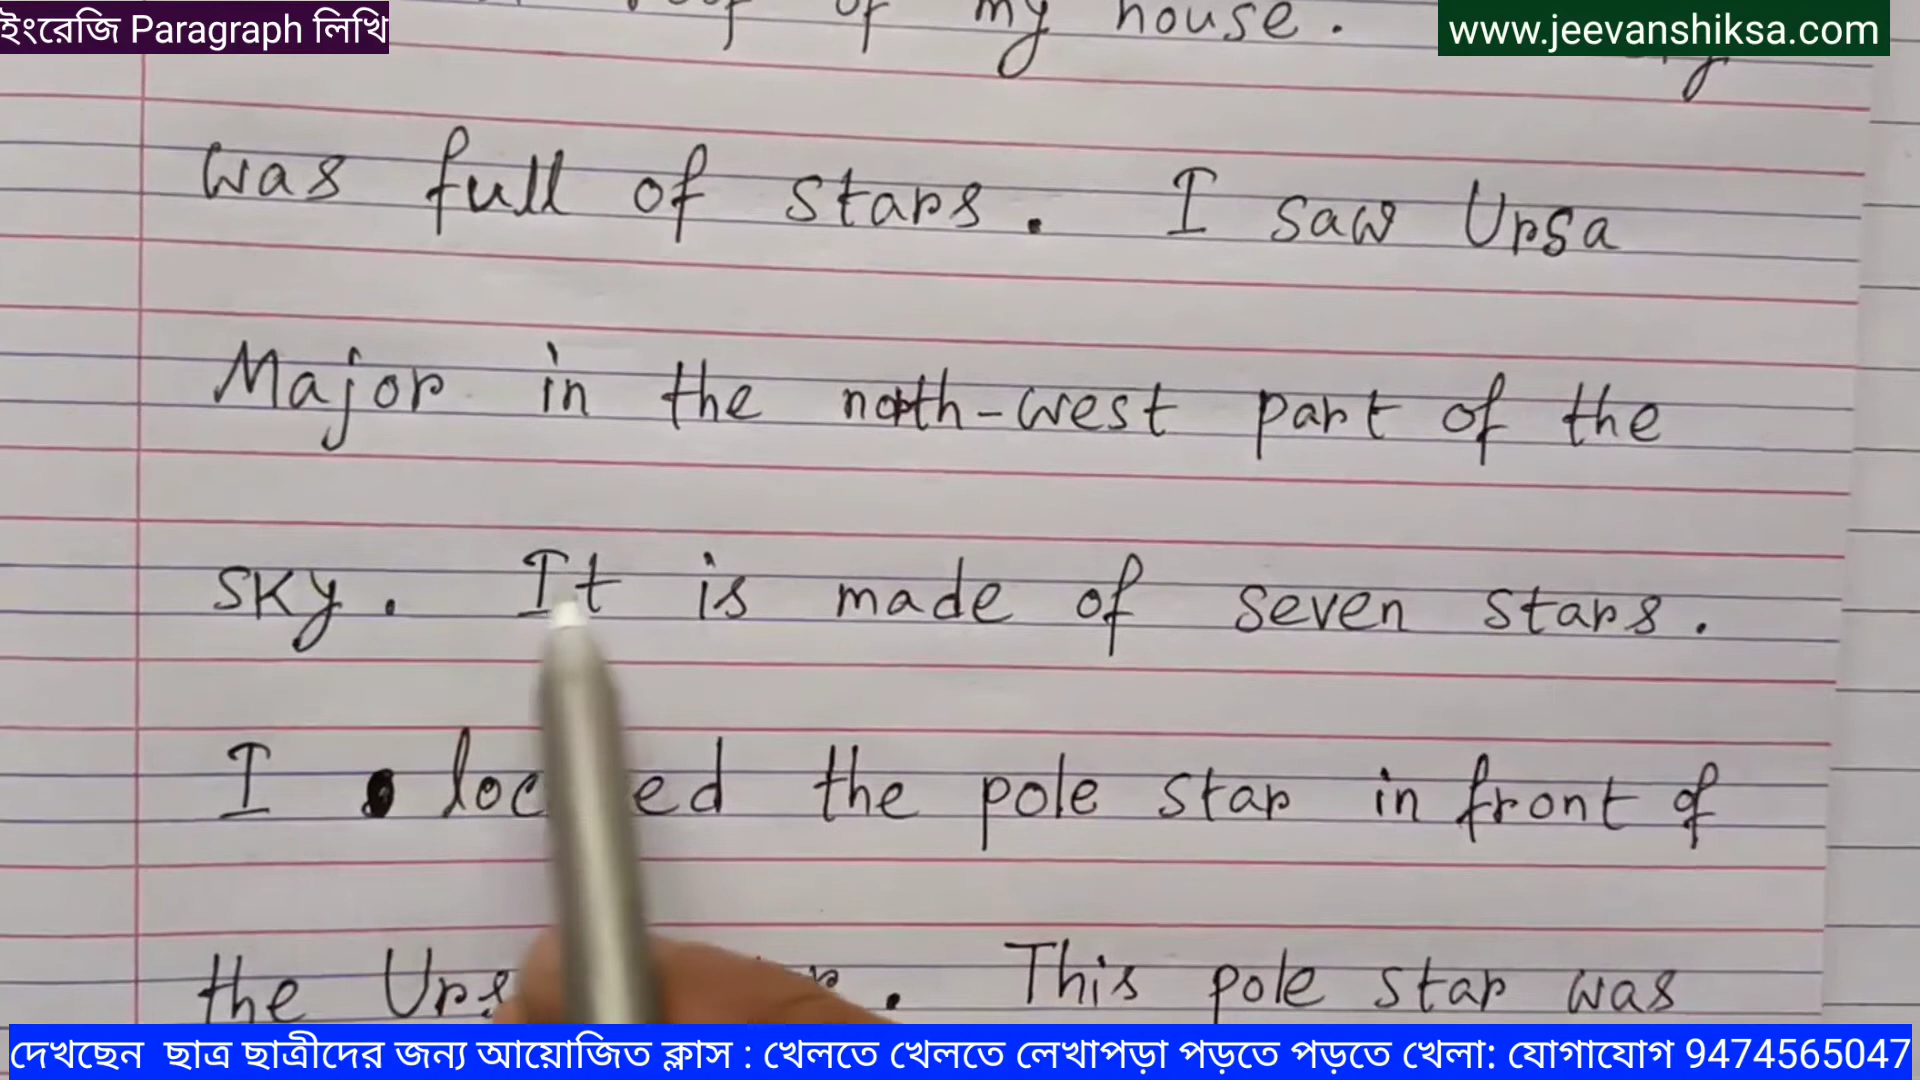 ইংরেজি Paragraph লিখি
www.jeevanshiksa.com
of my house.
was full of stars. I saw Ursa
Major in the north-west part of the
sky. It is made of seven stars.
I the pole star in front of
the This pole star was
দেখছেন ছাত্র ছাত্রীদের জন্য আয়োজিত ক্লাস : খেলতে খেলতে লেখাপড়া পড়তে পড়তে খেলা: যোগাযোগ 9474565047